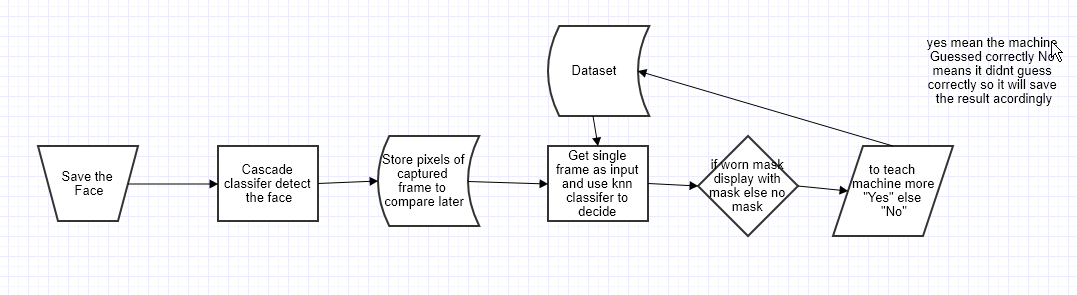 Dataset
yes mean the machine
Guessed correctly No
means it didnt guess
correctly so it will save
the result acordingly
Save the
Face
Cascade
classifer detect
the face
Store pixels of
captured
frame to
compare later
Get single
frame as input
and use knn
classifer to
decide
if worn mask
display with
mask else no
mask
to teach
machine more
"Yes" else
"No"